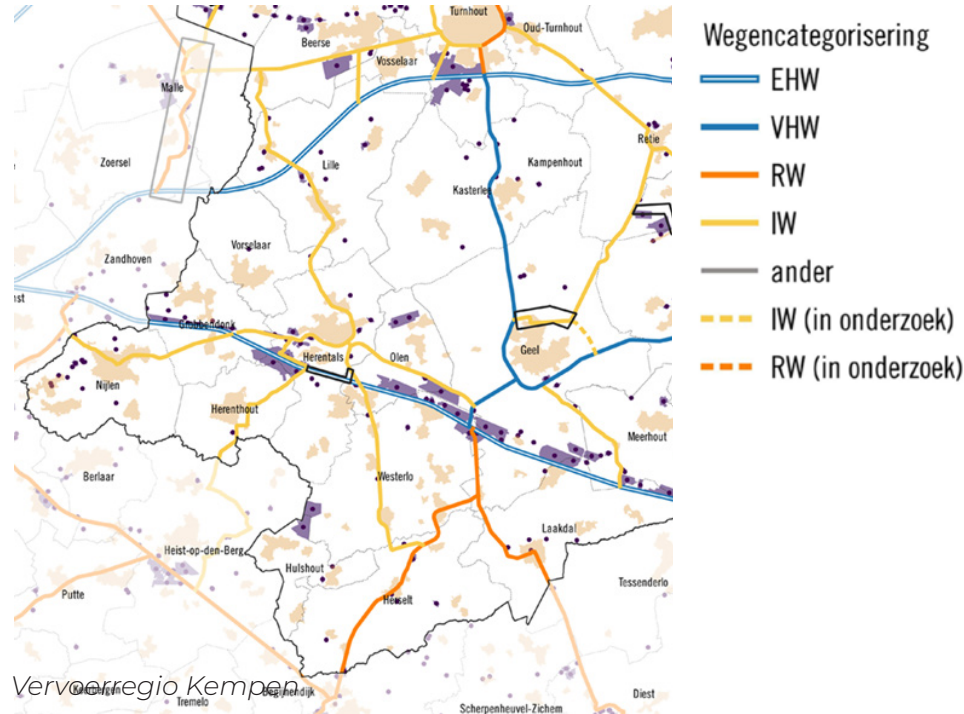 Turnhout
Oud-Turnhout
Beerse
Vosselaar
Malle
Retie
Zoersel
Lille
Kampenhout
Kasterlee
Vorselaar
Zandhoven
Grobbendonk
Geel
Herentals
Olen
Nijlen
Herenthout
Meerhout
Berlaar
Westerlo
Laakdal
Heist-op-den-Berg
Hulshout
Tessenderlo
Putte
Herselt
Vervoerregio Kempen
Begijnendijk
Tremelo
Diest
Scherpenheuvel-Zichem
Wegencategorisering
EHW
VHW
RW
IW
ander
IW (in onderzoek)
RW (in onderzoek)